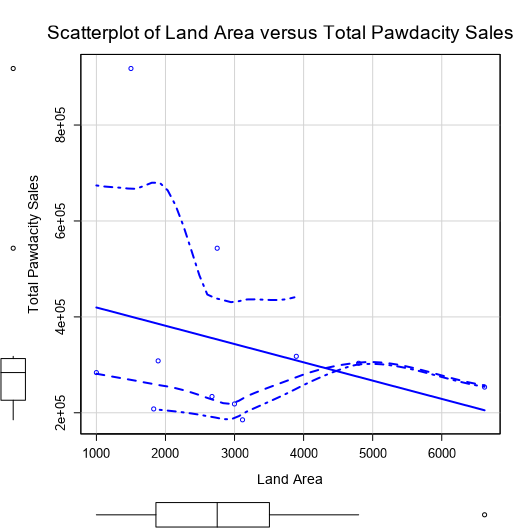 Scatterplot of Land Area versus Total Pawdacity Sales
Total Pawdacity Sales
8e+05
6e+05
4e+05
2e+05
1000 2000 3000 4000 5000 6000
Land Area